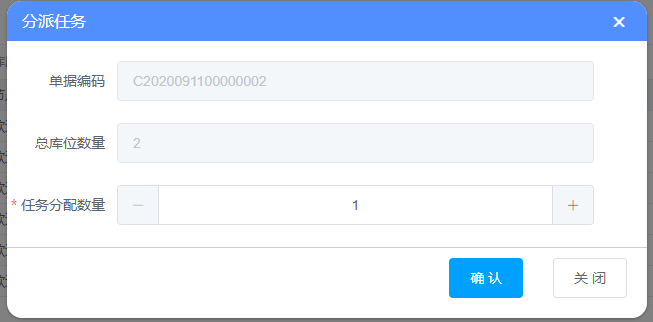 分派任务
单据编码 C2020091100000002
总库位数量 2
* 任务分配数量 1
确 认 关 闭